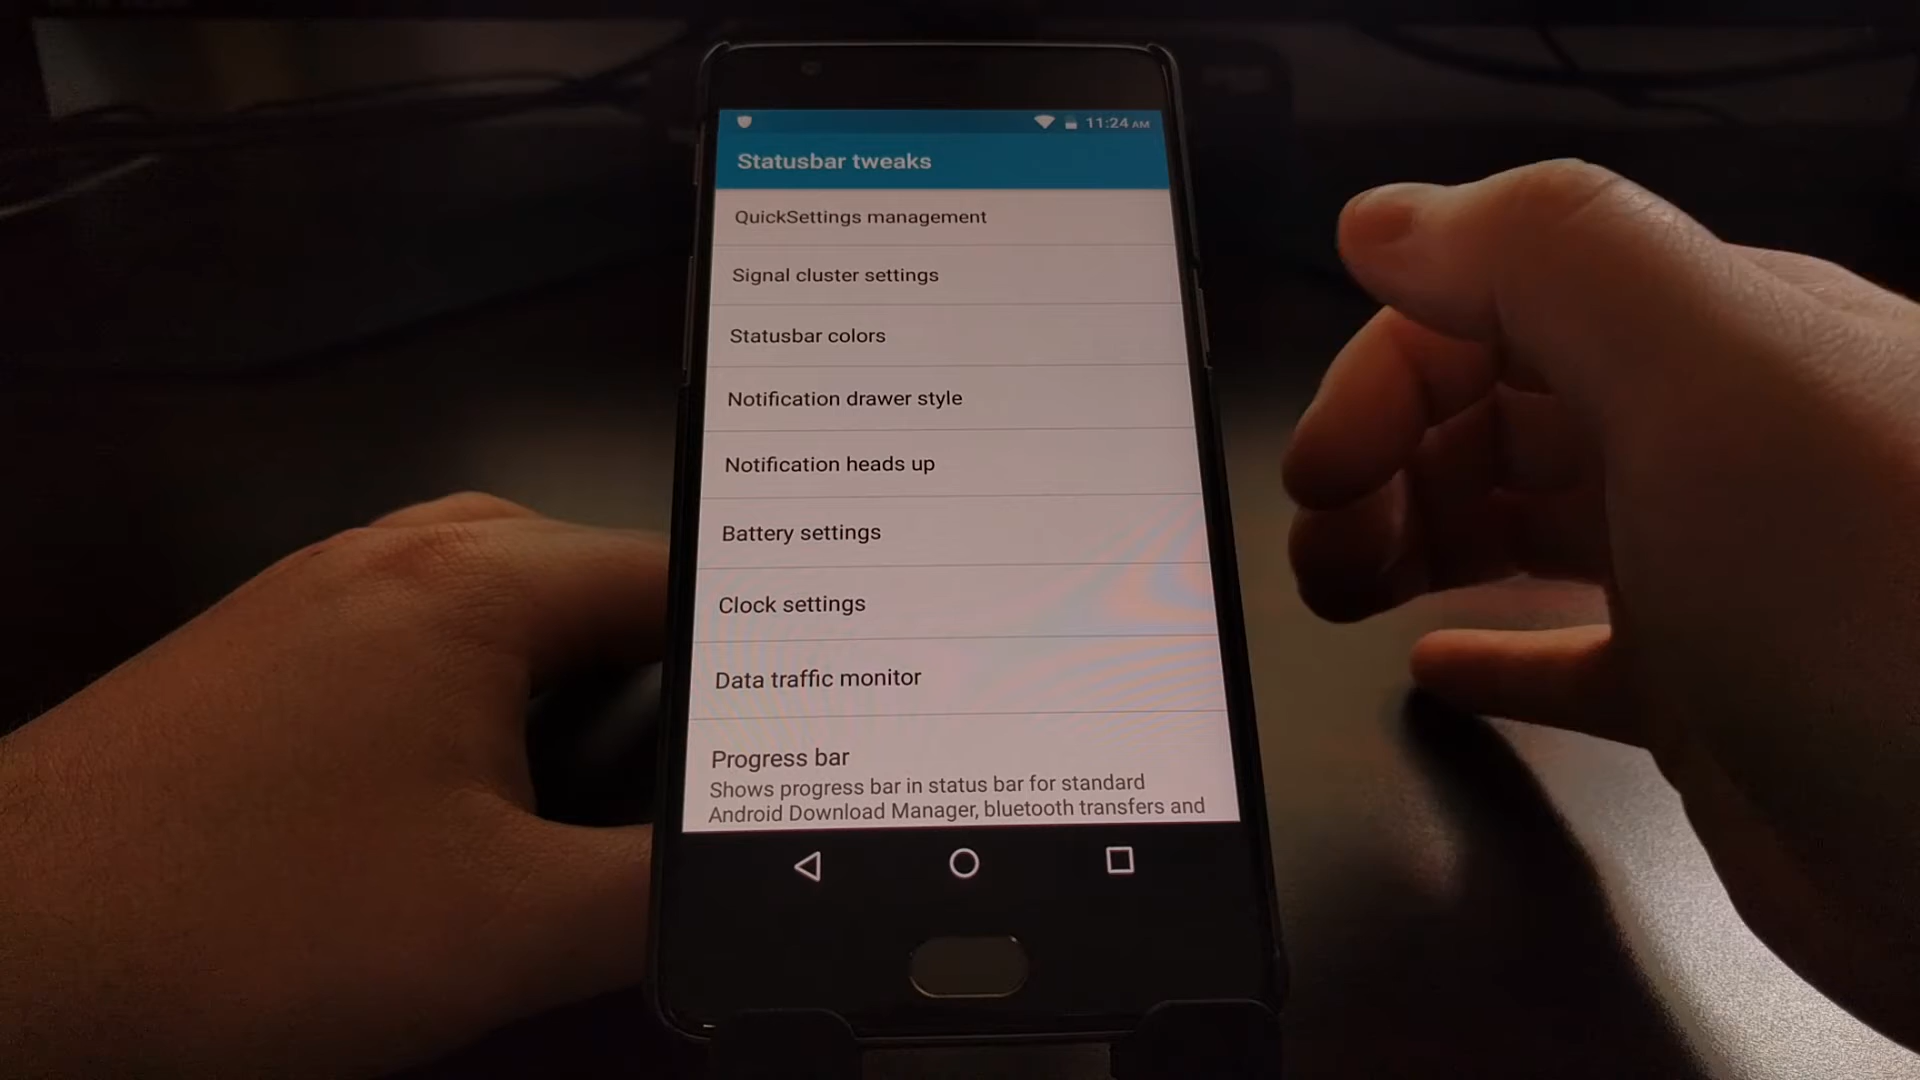 11:24 AM
Statusbar tweaks
QuickSettings management
Signal cluster settings
Statusbar colors
Notification drawer style
Notification heads up
Battery settings
Clock settings
Data traffic monitor
Progress bar
Shows progress bar in status bar for standard
Android Download Manager, bluetooth transfers and